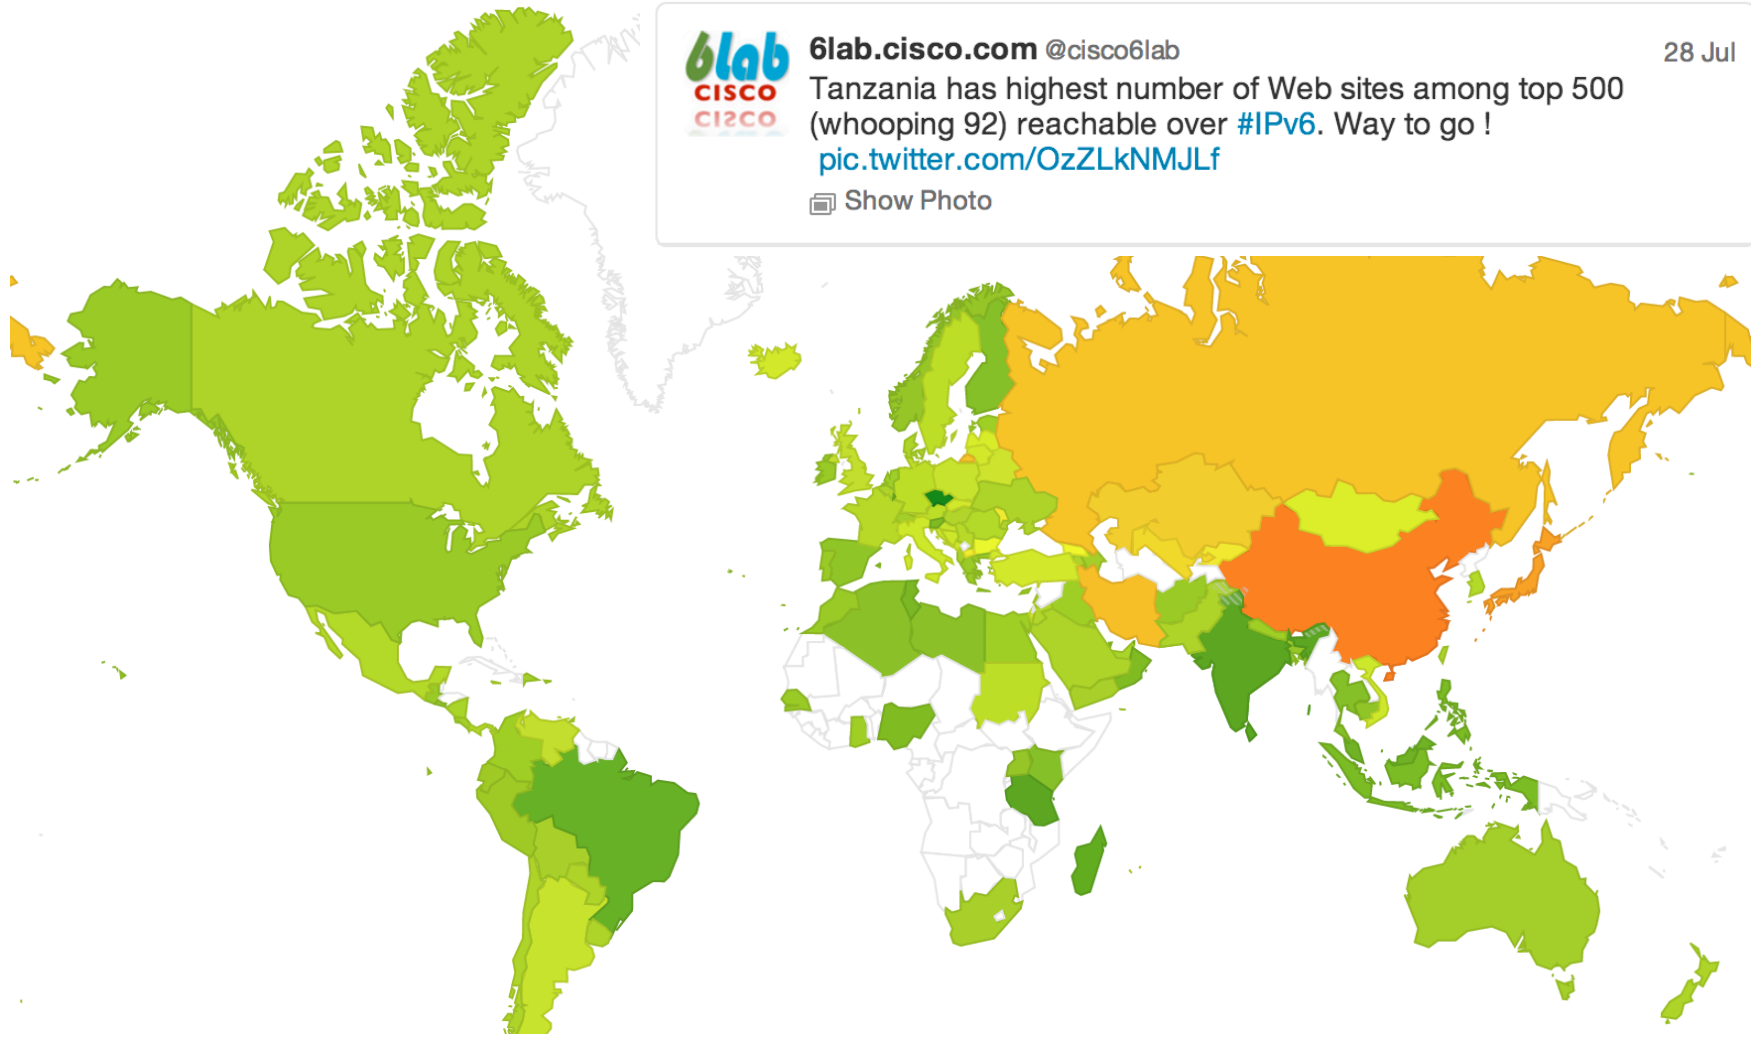 6lab
CISCO
6lab.cisco.com @cisco6lab
28 Jul
Tanzania has highest number of Web sites among top 500
(whooping 92) reachable over #IPv6. Way to go !
pic.twitter.com/OzZLkNMJLf
Show Photo